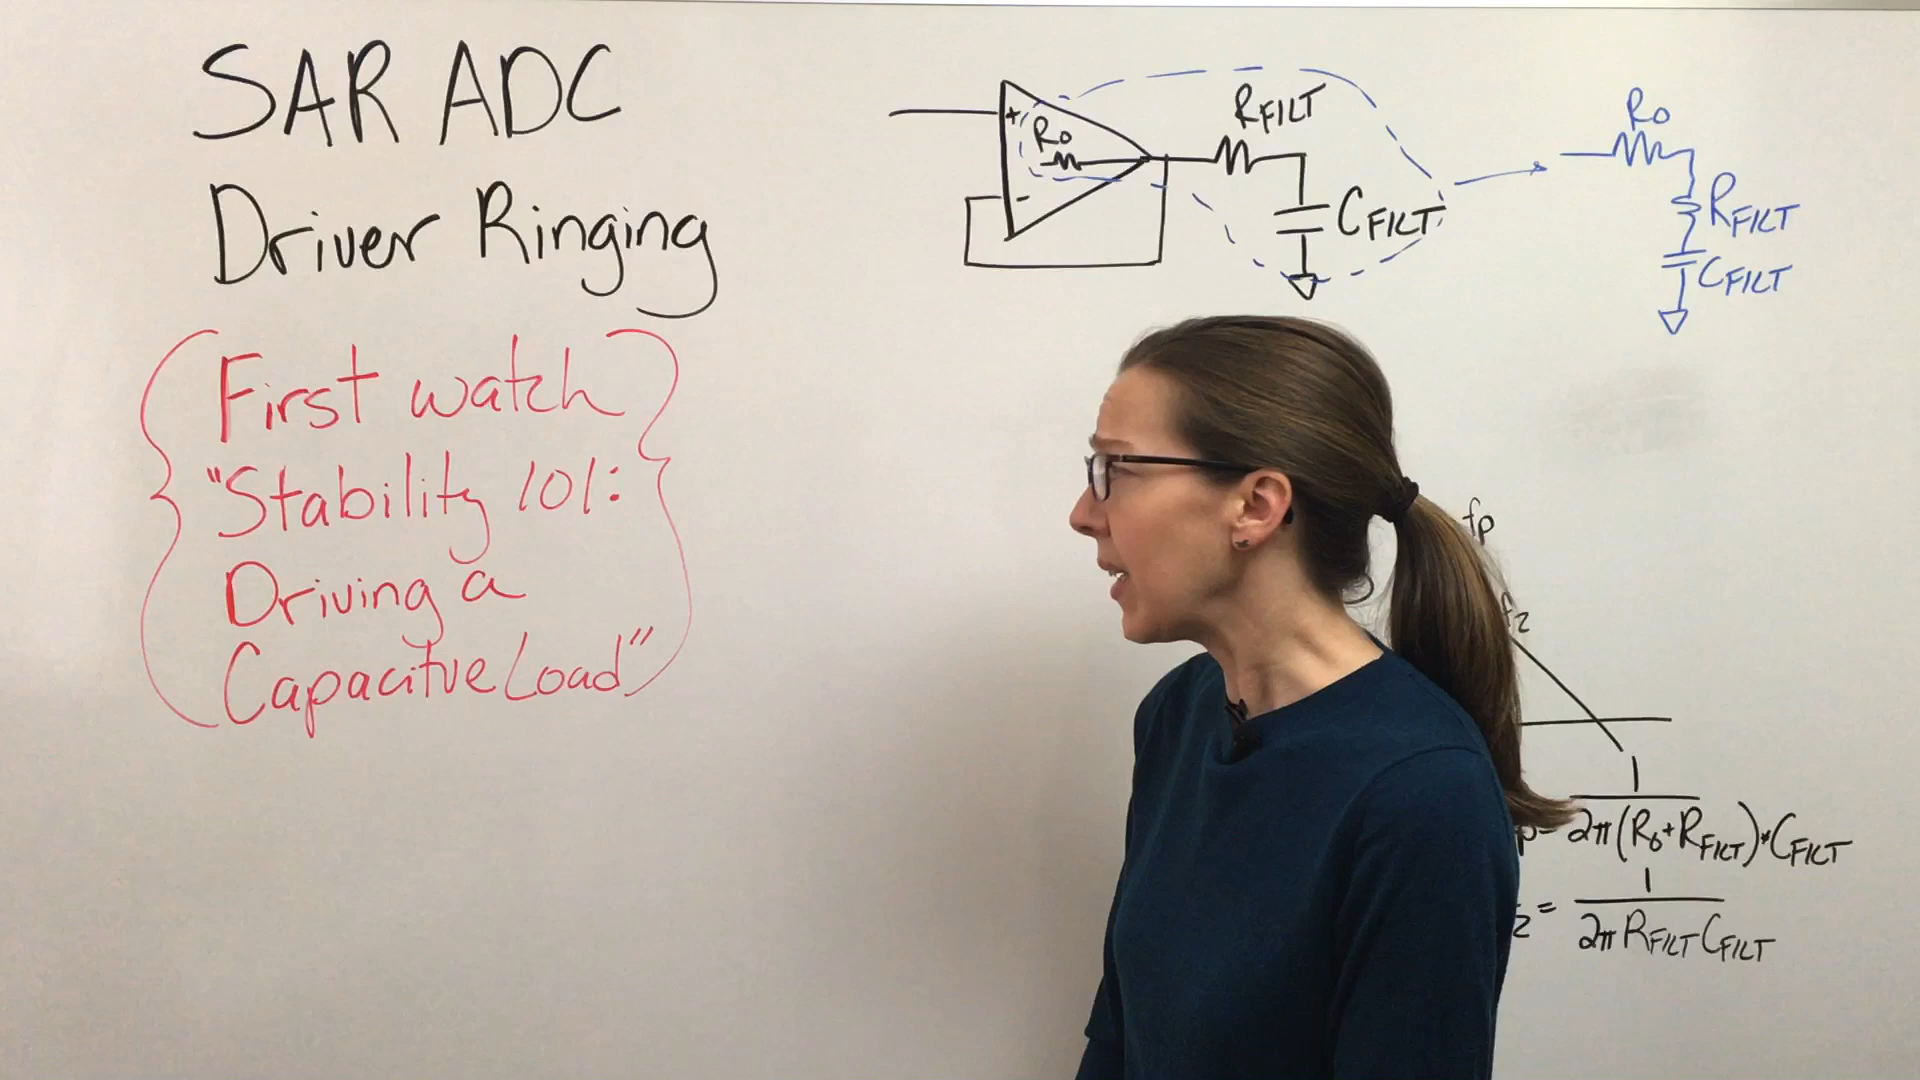 SAR ADC
Driver Ringing
First watch
"Stability 101:
Driving a
Capacitve Load"
+
Ro
-
RFILT
CFILT
Ro
RFILT
CFILT
fp
fz
p= 1
2π(Ro+RFILT)*CFILT
z= 1
2π RFILT CFILT